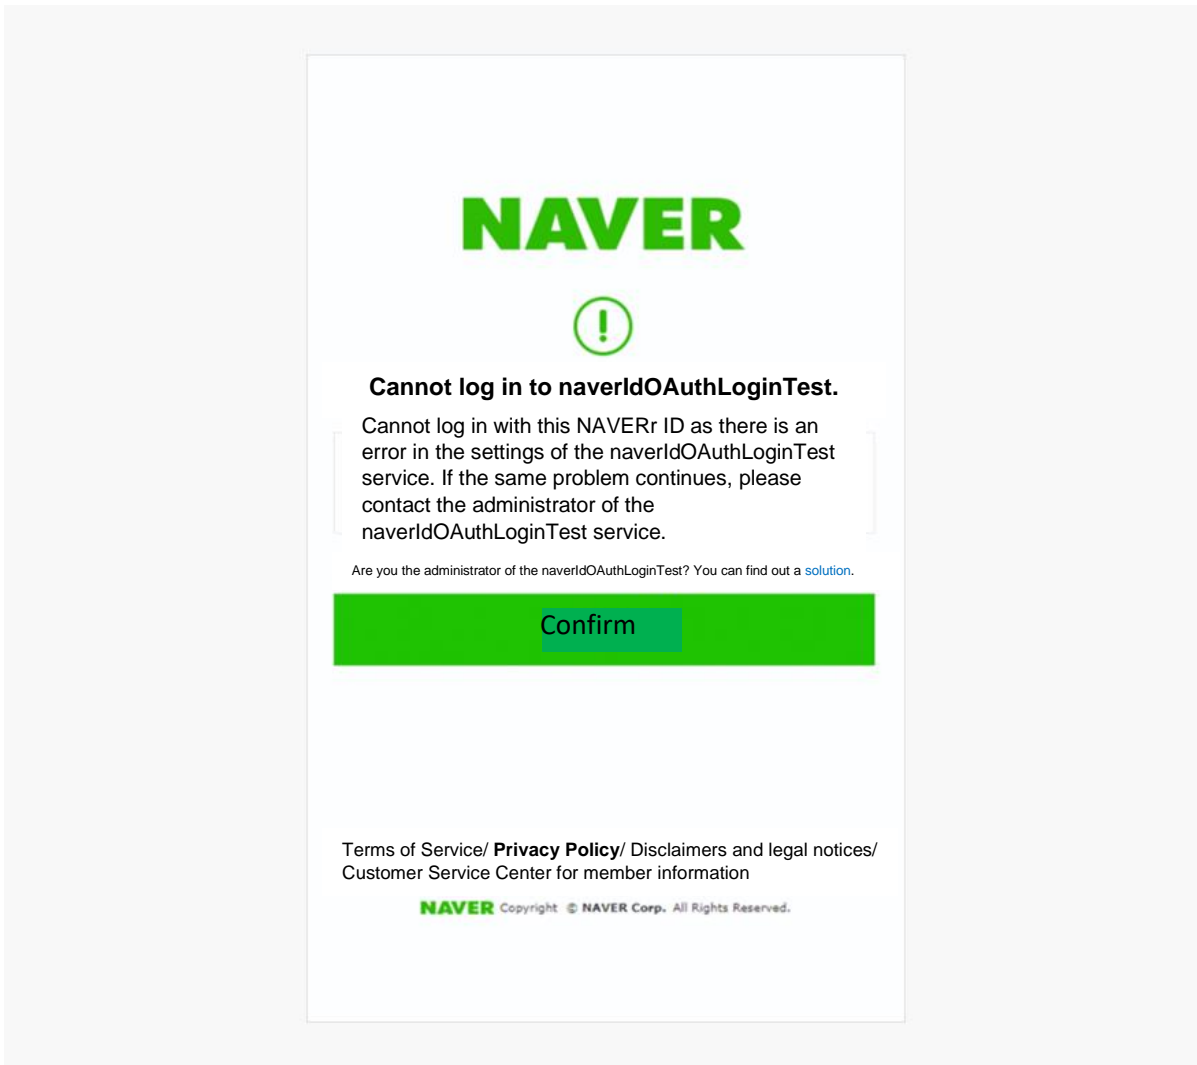 NAVER
Cannot log in to naverIdOAuthLoginTest.
Cannot log in with this NAVERr ID as there is an
error in the settings of the naverIdOAuthLoginTest
service. If the same problem continues, please
contact the administrator of the
naverIdOAuthLoginTest service.
Are you the administrator of the naverIdOAuthLoginTest? You can find out a solution.
Confirm
Terms of Service/ Privacy Policy/ Disclaimers and legal notices/
Customer Service Center for member information
NAVER Copyright © NAVER Corp. All Rights Reserved.